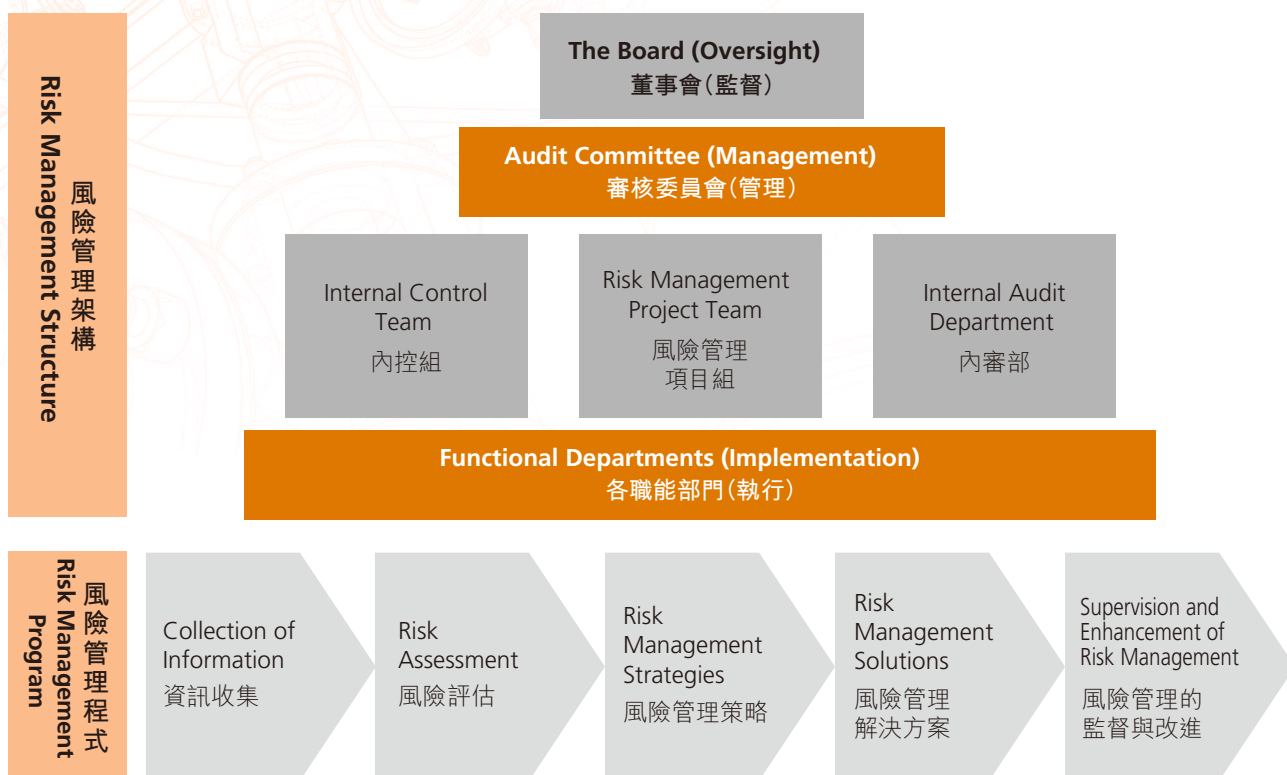 風險管理架構
Risk Management Structure
The Board (Oversight)
董事會(監督)
Audit Committee (Management)
審核委員會(管理)
Internal Control
Team
內控組
Risk Management
Project Team
風險管理
項目組
Internal Audit
Department
內審部
Functional Departments (Implementation)
各職能部門(執行)
風險管理程式
Risk Management
Program
Collection of
Information
資訊收集
Risk
Assessment
風險評估
Risk
Management
Strategies
風險管理策略
Risk
Management
Solutions
風險管理
解決方案
Supervision and
Enhancement of
Risk Management
風險管理的
監督與改進